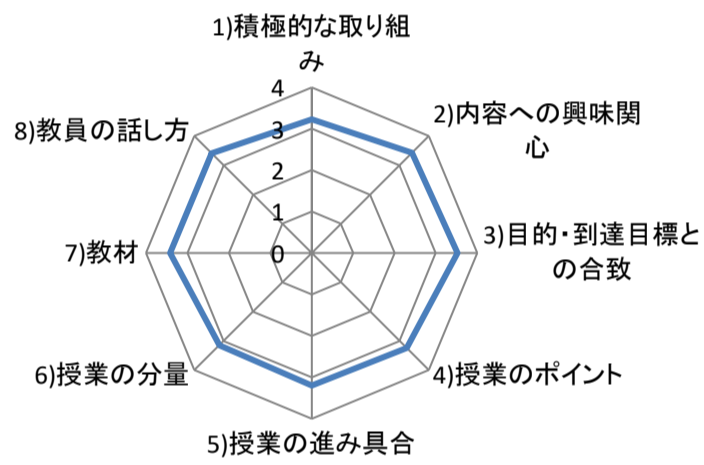 1)積極的な取り組
み
2)内容への興味関
心
3)目的・到達目標と
の合致
4)授業のポイント
5)授業の進み具合
6)授業の分量
7)教材
8)教員の話し方
4
3
2
1
0